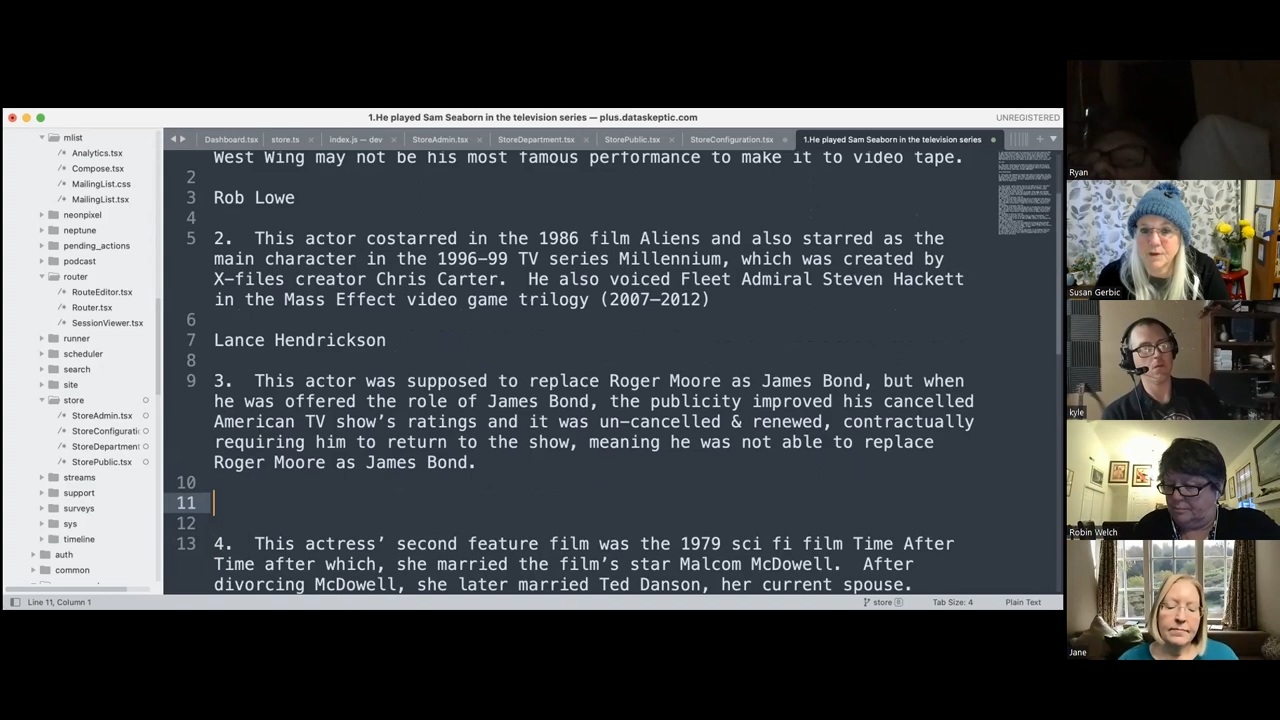 1.He played Sam Seaborn in the television series — plus.dataskeptic.com
UNREGISTERED
Dashboard.tsx
store.ts
index.js — dev
StoreAdmin.tsx
StoreDepartment.tsx
StorePublic.tsx
StoreConfiguration.tsx
1.He played Sam Seaborn in the television series
mlist
Analytics.tsx
Compose.tsx
MailingList.css
MailingList.tsx
neonpixel
neptune
pending_actions
podcast
router
RouteEditor.tsx
Router.tsx
SessionViewer.tsx
runner
scheduler
search
site
store
StoreAdmin.tsx
StoreConfigurati
StoreDepartment
StorePublic.tsx
streams
support
surveys
sys
timeline
auth
common
West Wing may not be his most famous performance to make it to video tape.
2
3 Rob Lowe
4
5 2.  This actor costarred in the 1986 film Aliens and also starred as the
main character in the 1996–99 TV series Millennium, which was created by
X–files creator Chris Carter.  He also voiced Fleet Admiral Steven Hackett
in the Mass Effect video game trilogy (2007–2012)
6
7 Lance Hendrickson
8
9 3.  This actor was supposed to replace Roger Moore as James Bond, but when
he was offered the role of James Bond, the publicity improved his cancelled
American TV show’s ratings and it was un-cancelled & renewed, contractually
requiring him to return to the show, meaning he was not able to replace
Roger Moore as James Bond.
10
11
12
13 4.  This actress’ second feature film was the 1979 sci fi film Time After
Time after which, she married the film’s star Malcom McDowell.  After
divorcing McDowell, she later married Ted Danson, her current spouse.
Line 11, Column 1
store 8
Tab Size: 4
Plain Text
Ryan
Susan Gerbic
kyle
Robin Welch
Jane